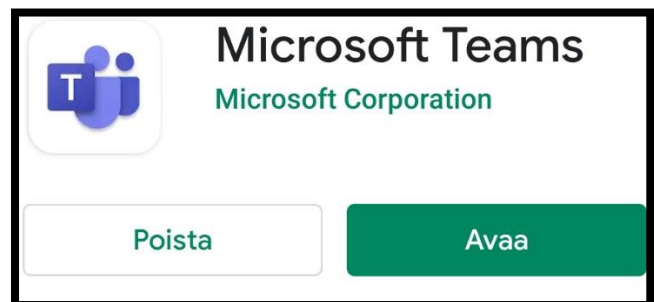 Microsoft Teams
T
Microsoft Corporation
Poista
Avaa